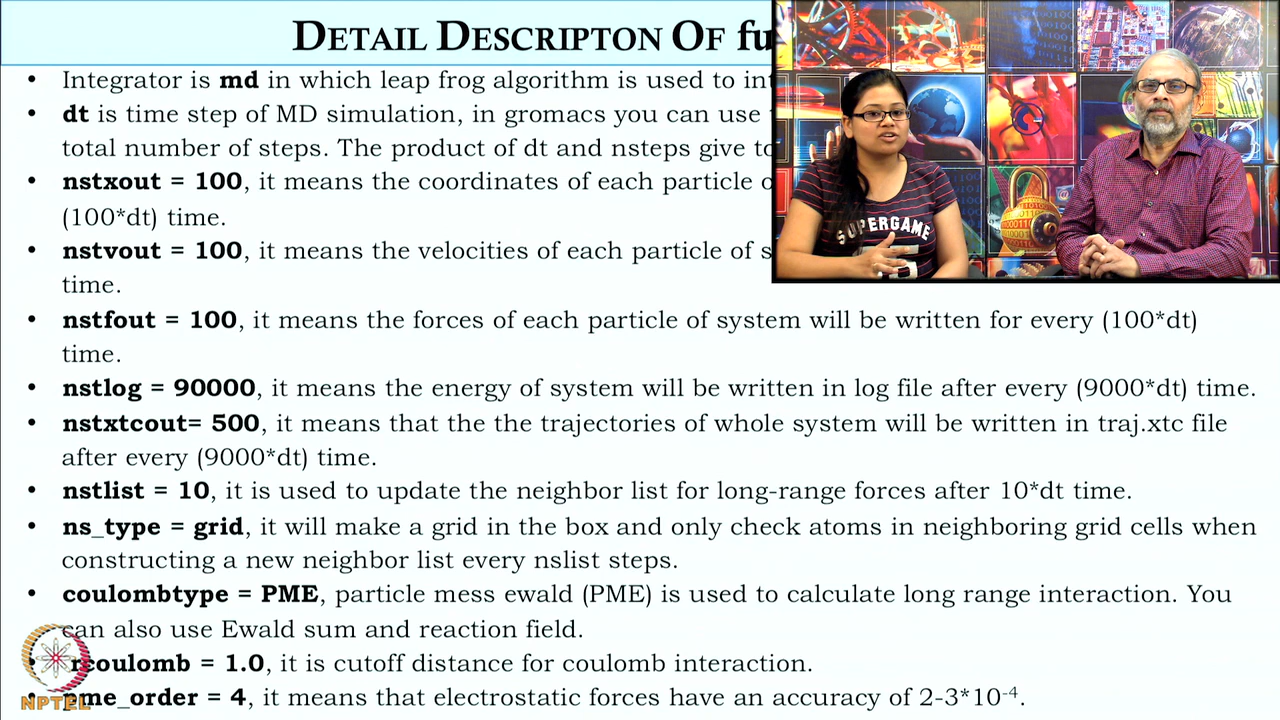 DETAIL DESCRIPTON OF fu
• Integrator is md in which leap frog algorithm is used to int
• dt is time step of MD simulation, in gromacs you can use
total number of steps. The product of dt and nsteps give to
• nstxout = 100, it means the coordinates of each particle o
(100*dt) time.
• nstvout = 100, it means the velocities of each particle of s
time.
• nstfout = 100, it means the forces of each particle of system will be written for every (100*dt)
time.
• nstlog = 90000, it means the energy of system will be written in log file after every (9000*dt) time.
• nstxtcout= 500, it means that the the trajectories of whole system will be written in traj.xtc file
after every (9000*dt) time.
• nstlist = 10, it is used to update the neighbor list for long-range forces after 10*dt time.
• ns_type = grid, it will make a grid in the box and only check atoms in neighboring grid cells when
constructing a new neighbor list every nslist steps.
• coulombtype = PME, particle mess ewald (PME) is used to calculate long range interaction. You
can also use Ewald sum and reaction field.
• rcoulomb = 1.0, it is cutoff distance for coulomb interaction.
• pme_order = 4, it means that electrostatic forces have an accuracy of 2-3*10⁻⁴.
NPTEL
SUPERGAME